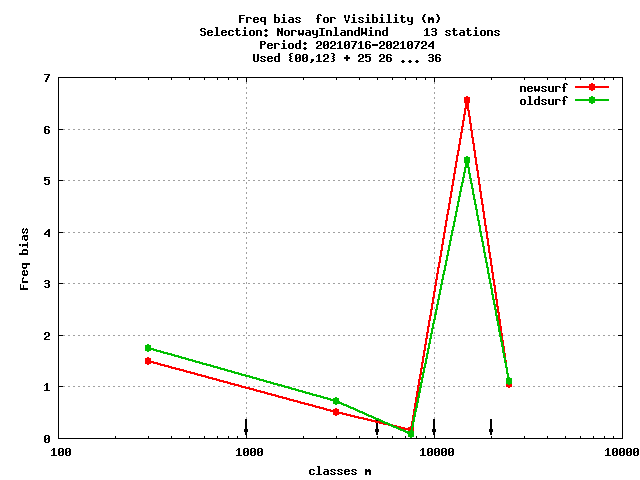 Freq bias  for Visibility (m)
Selection: NorwayInlandWind     13 stations
Period: 20210716-20210724
Used {00,12} + 25 26 ... 36
newsurf
oldsurf
7
6
5
4
3
2
1
0
Freq bias
100
1000
10000
10000
classes m